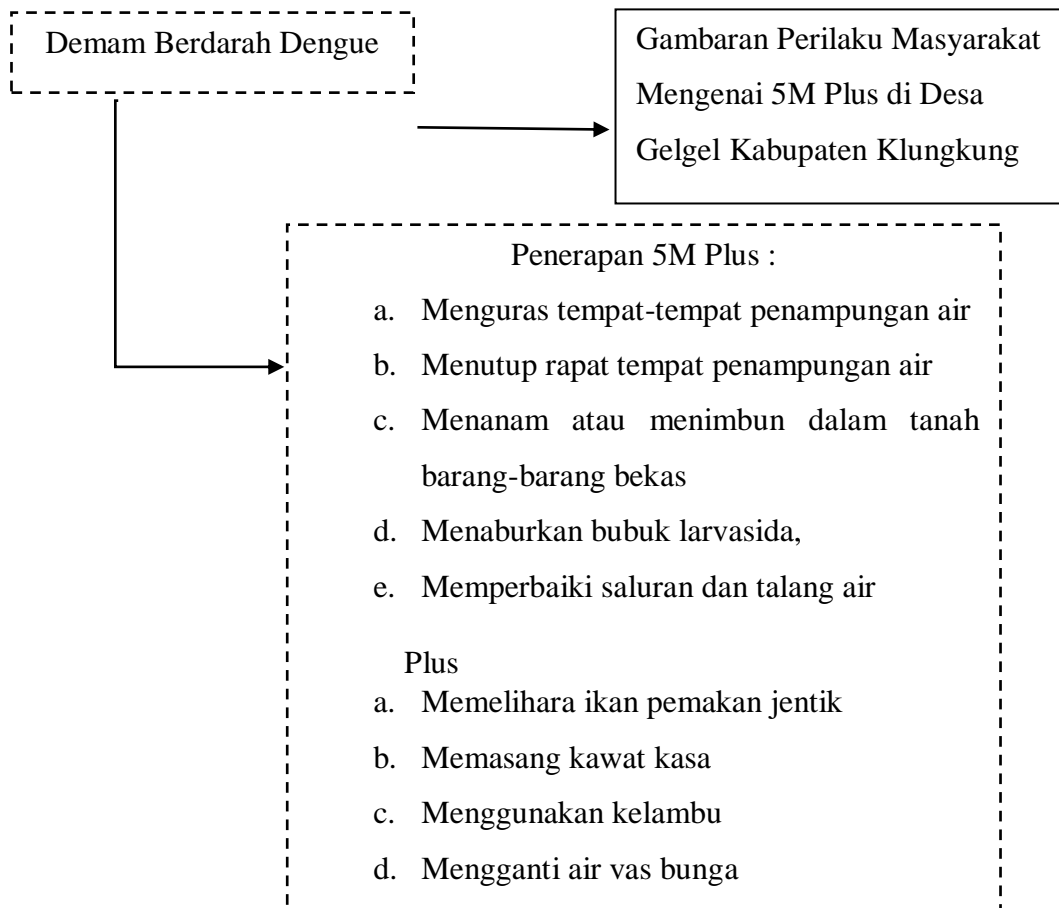 Demam Berdarah Dengue
Gambaran Perilaku Masyarakat
Mengenai 5M Plus di Desa
Gelgel Kabupaten Klungkung
Penerapan 5M Plus :
a. Menguras tempat-tempat penampungan air
b. Menutup rapat tempat penampungan air
c. Menanam atau menimbun dalam tanah
barang-barang bekas
d. Menaburkan bubuk larvasida,
e. Memperbaiki saluran dan talang air
Plus
a. Memelihara ikan pemakan jentik
b. Memasang kawat kasa
c. Menggunakan kelambu
d. Mengganti air vas bunga